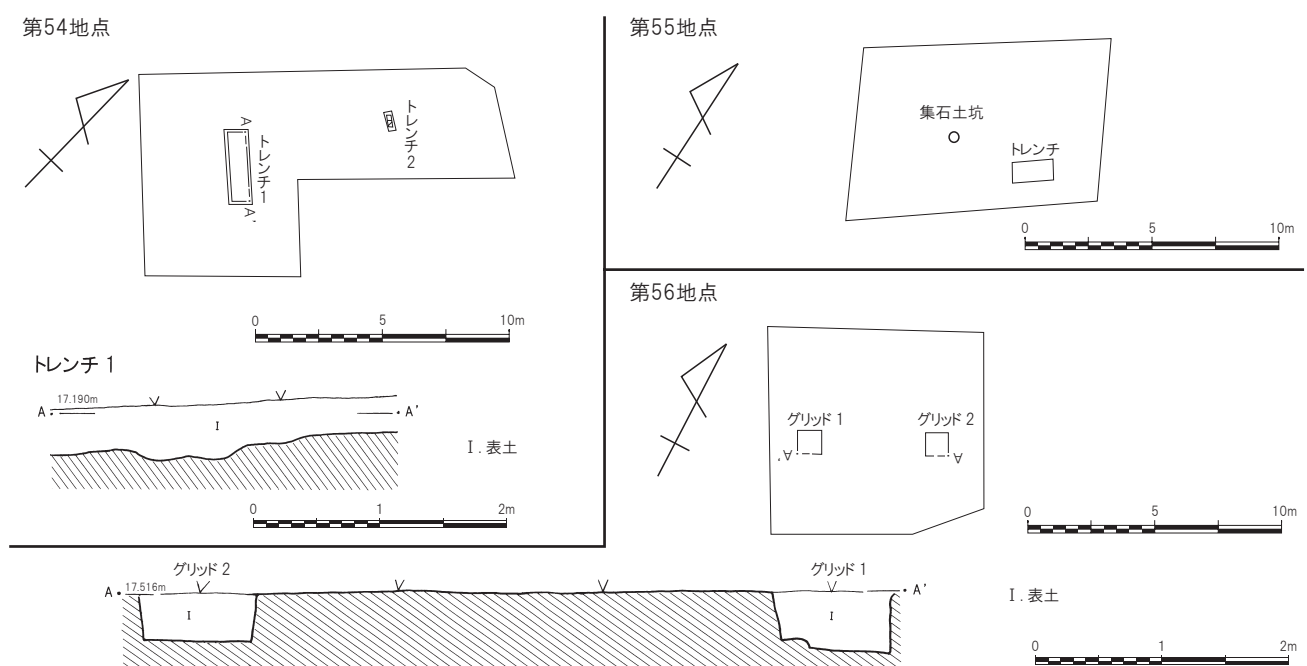 第54地点
A
トレンチ1
A'
トレンチ2
0 5 10m
トレンチ 1
A 17.190m A'
I
I. 表土
0 1 2m
第55地点
集石土坑
トレンチ
0 5 10m
第56地点
グリッド1 グリッド2
A' A
0 5 10m
グリッド2 グリッド1
A 17.516m A'
I I
I. 表土
0 1 2m